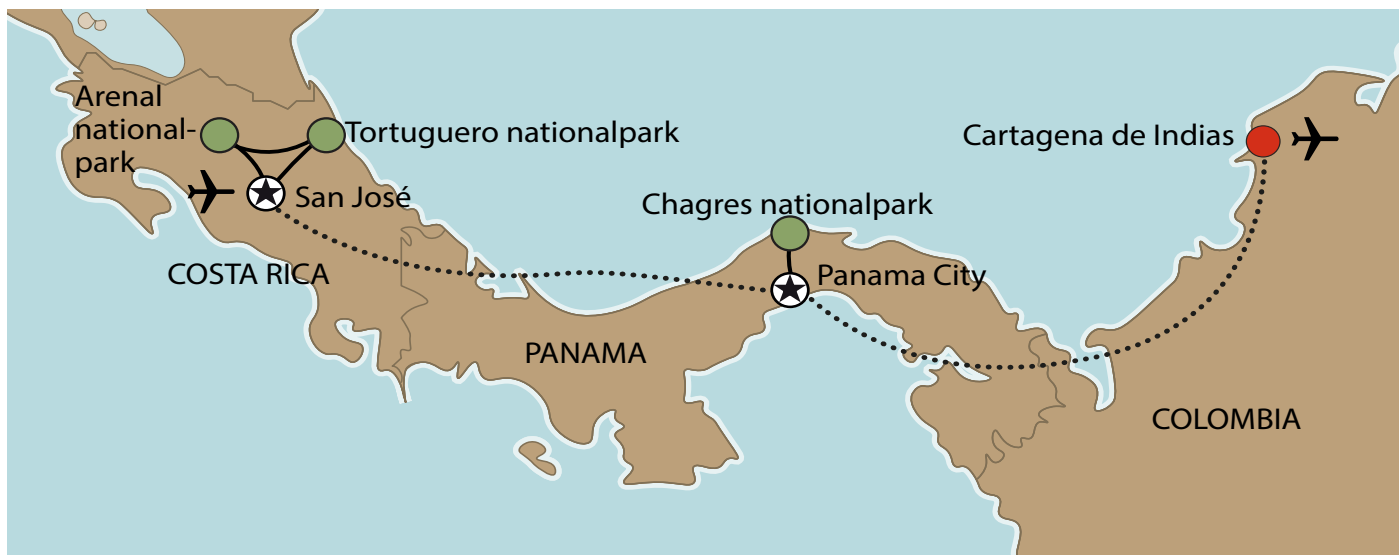 Arenal
national-
park
Tortuguero nationalpark
San José
COSTA RICA
Chagres nationalpark
Panama City
PANAMA
Cartagena de Indias
COLOMBIA